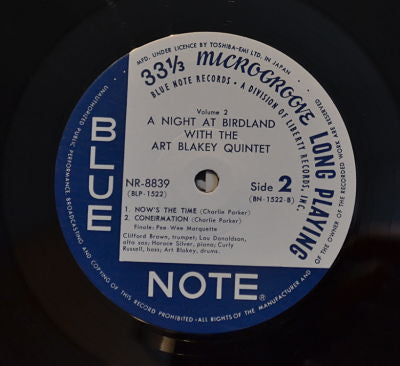 MFD. UNDER LICENCE BY TOSHIBA-EMI LTD. IN JAPAN
33 1/3 MICROGROOVE LONG PLAYING
BLUE NOTE RECORDS - A DIVISION OF LIBERTY RECORDS, INC.
Volume 2
A NIGHT AT BIRDLAND
WITH THE
ART BLAKEY QUINTET
NR-8839
(BLP-1522)
Side 2
(BN-1522-B)
1. NOW'S THE TIME (Charlie Parker)
2. CONEIRMATION (Charlie Parker)
Finale: Pee Wee Marquette
Clifford Brown, trumpet; Lou Donaldson,
alto sax; Horace Silver, piano; Curly
Russell, bass; Art Blakey, drums.
BLUE
NOTE®
UNAUTHORIZED PUBLIC PERFORMANCE, BROADCASTING AND COPYING OF THIS RECORD PROHIBITED-ALL RIGHTS OF THE MANUFACTURER AND OF THE OWNER OF THE RECORDED WORK ARE RESERVED